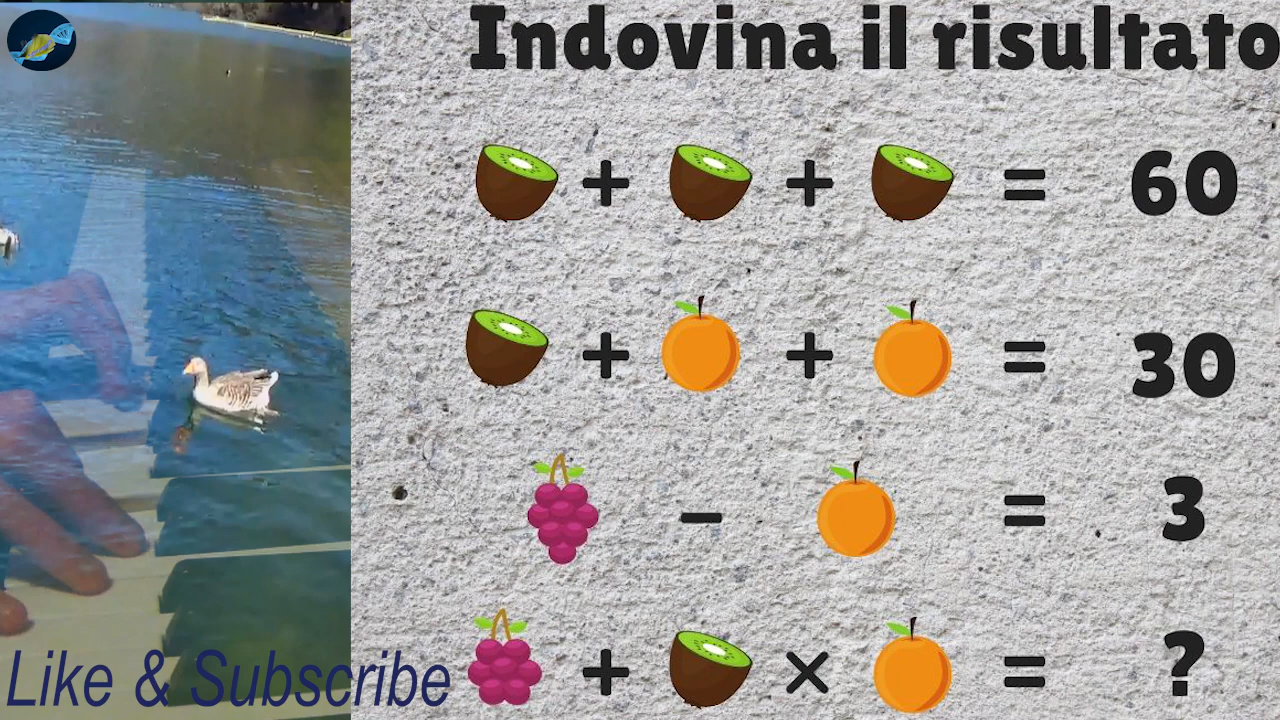 Indovina il risultato
+ + = 60
+ + = 30
- = 3
+ × = ?
Like & Subscribe